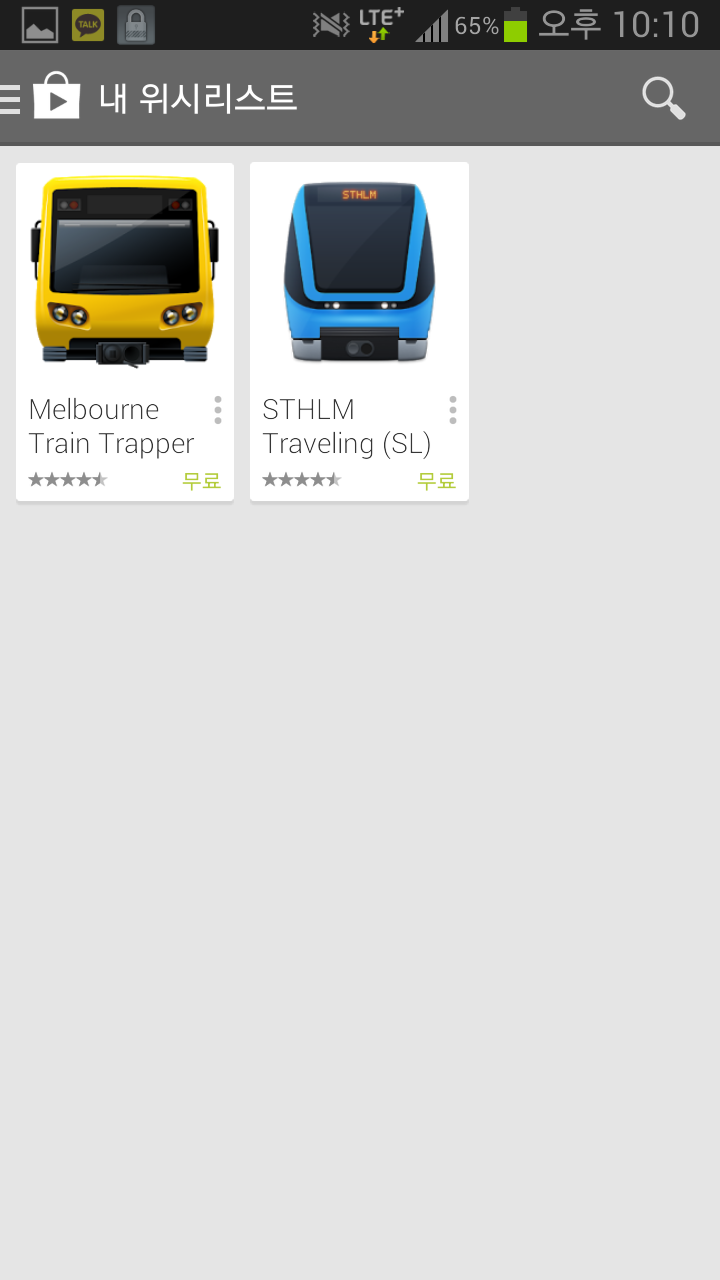 TALK LTE+ 65% 오후 10:10
내 위시리스트
STHLM
Melbourne
Train Trapper
무료
STHLM
Traveling (SL)
무료